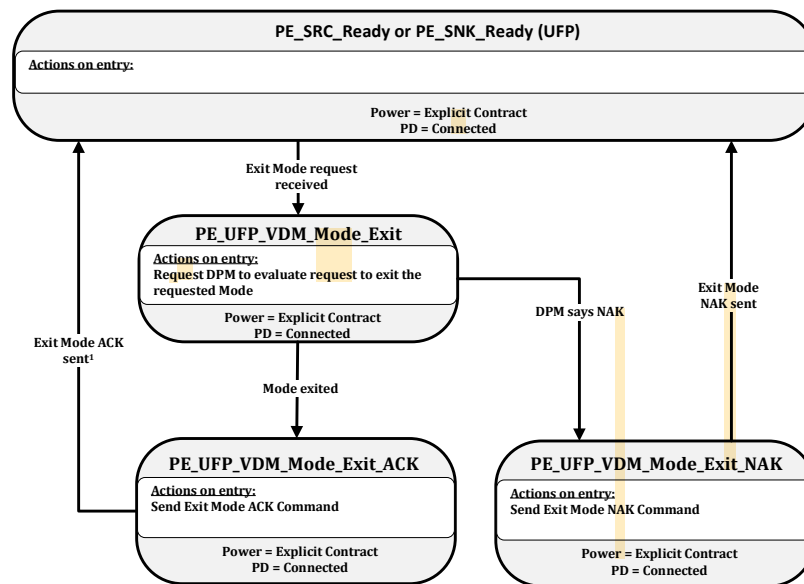 PE_SRC_Ready or PE_SNK_Ready (UFP)
Actions on entry:
Power = Explicit Contract
PD = Connected
Exit Mode request
received
PE_UFP_VDM_Mode_Exit
Actions on entry:
Request DPM to evaluate request to exit the
requested Mode
Power = Explicit Contract
PD = Connected
Exit Mode
NAK sent
DPM says NAK
Exit Mode ACK
sent¹
Mode exited
PE_UFP_VDM_Mode_Exit_ACK
Actions on entry:
Send Exit Mode ACK Command
Power = Explicit Contract
PD = Connected
PE_UFP_VDM_Mode_Exit_NAK
Actions on entry:
Send Exit Mode NAK Command
Power = Explicit Contract
PD = Connected